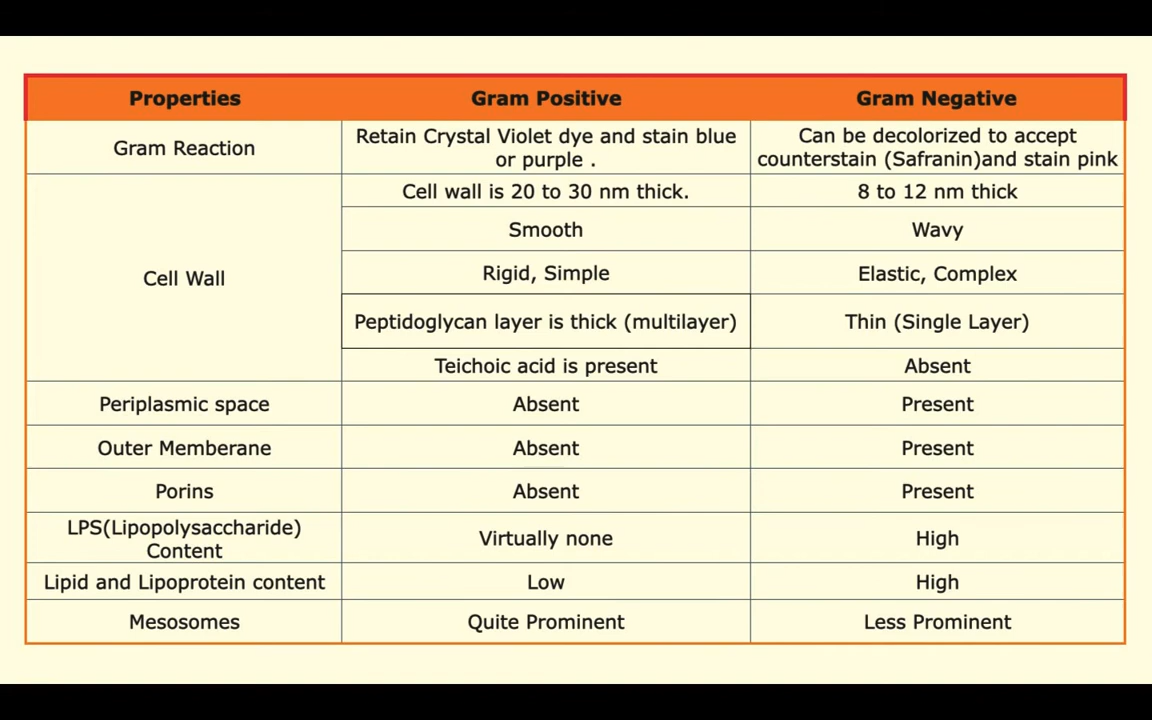 Properties
Gram Positive
Gram Negative
Gram Reaction
Retain Crystal Violet dye and stain blue
or purple .
Can be decolorized to accept
counterstain (Safranin)and stain pink
Cell Wall
Cell wall is 20 to 30 nm thick.
8 to 12 nm thick
Smooth
Wavy
Rigid, Simple
Elastic, Complex
Peptidoglycan layer is thick (multilayer)
Thin (Single Layer)
Teichoic acid is present
Absent
Periplasmic space
Absent
Present
Outer Memberane
Absent
Present
Porins
Absent
Present
LPS(Lipopolysaccharide)
Content
Virtually none
High
Lipid and Lipoprotein content
Low
High
Mesosomes
Quite Prominent
Less Prominent